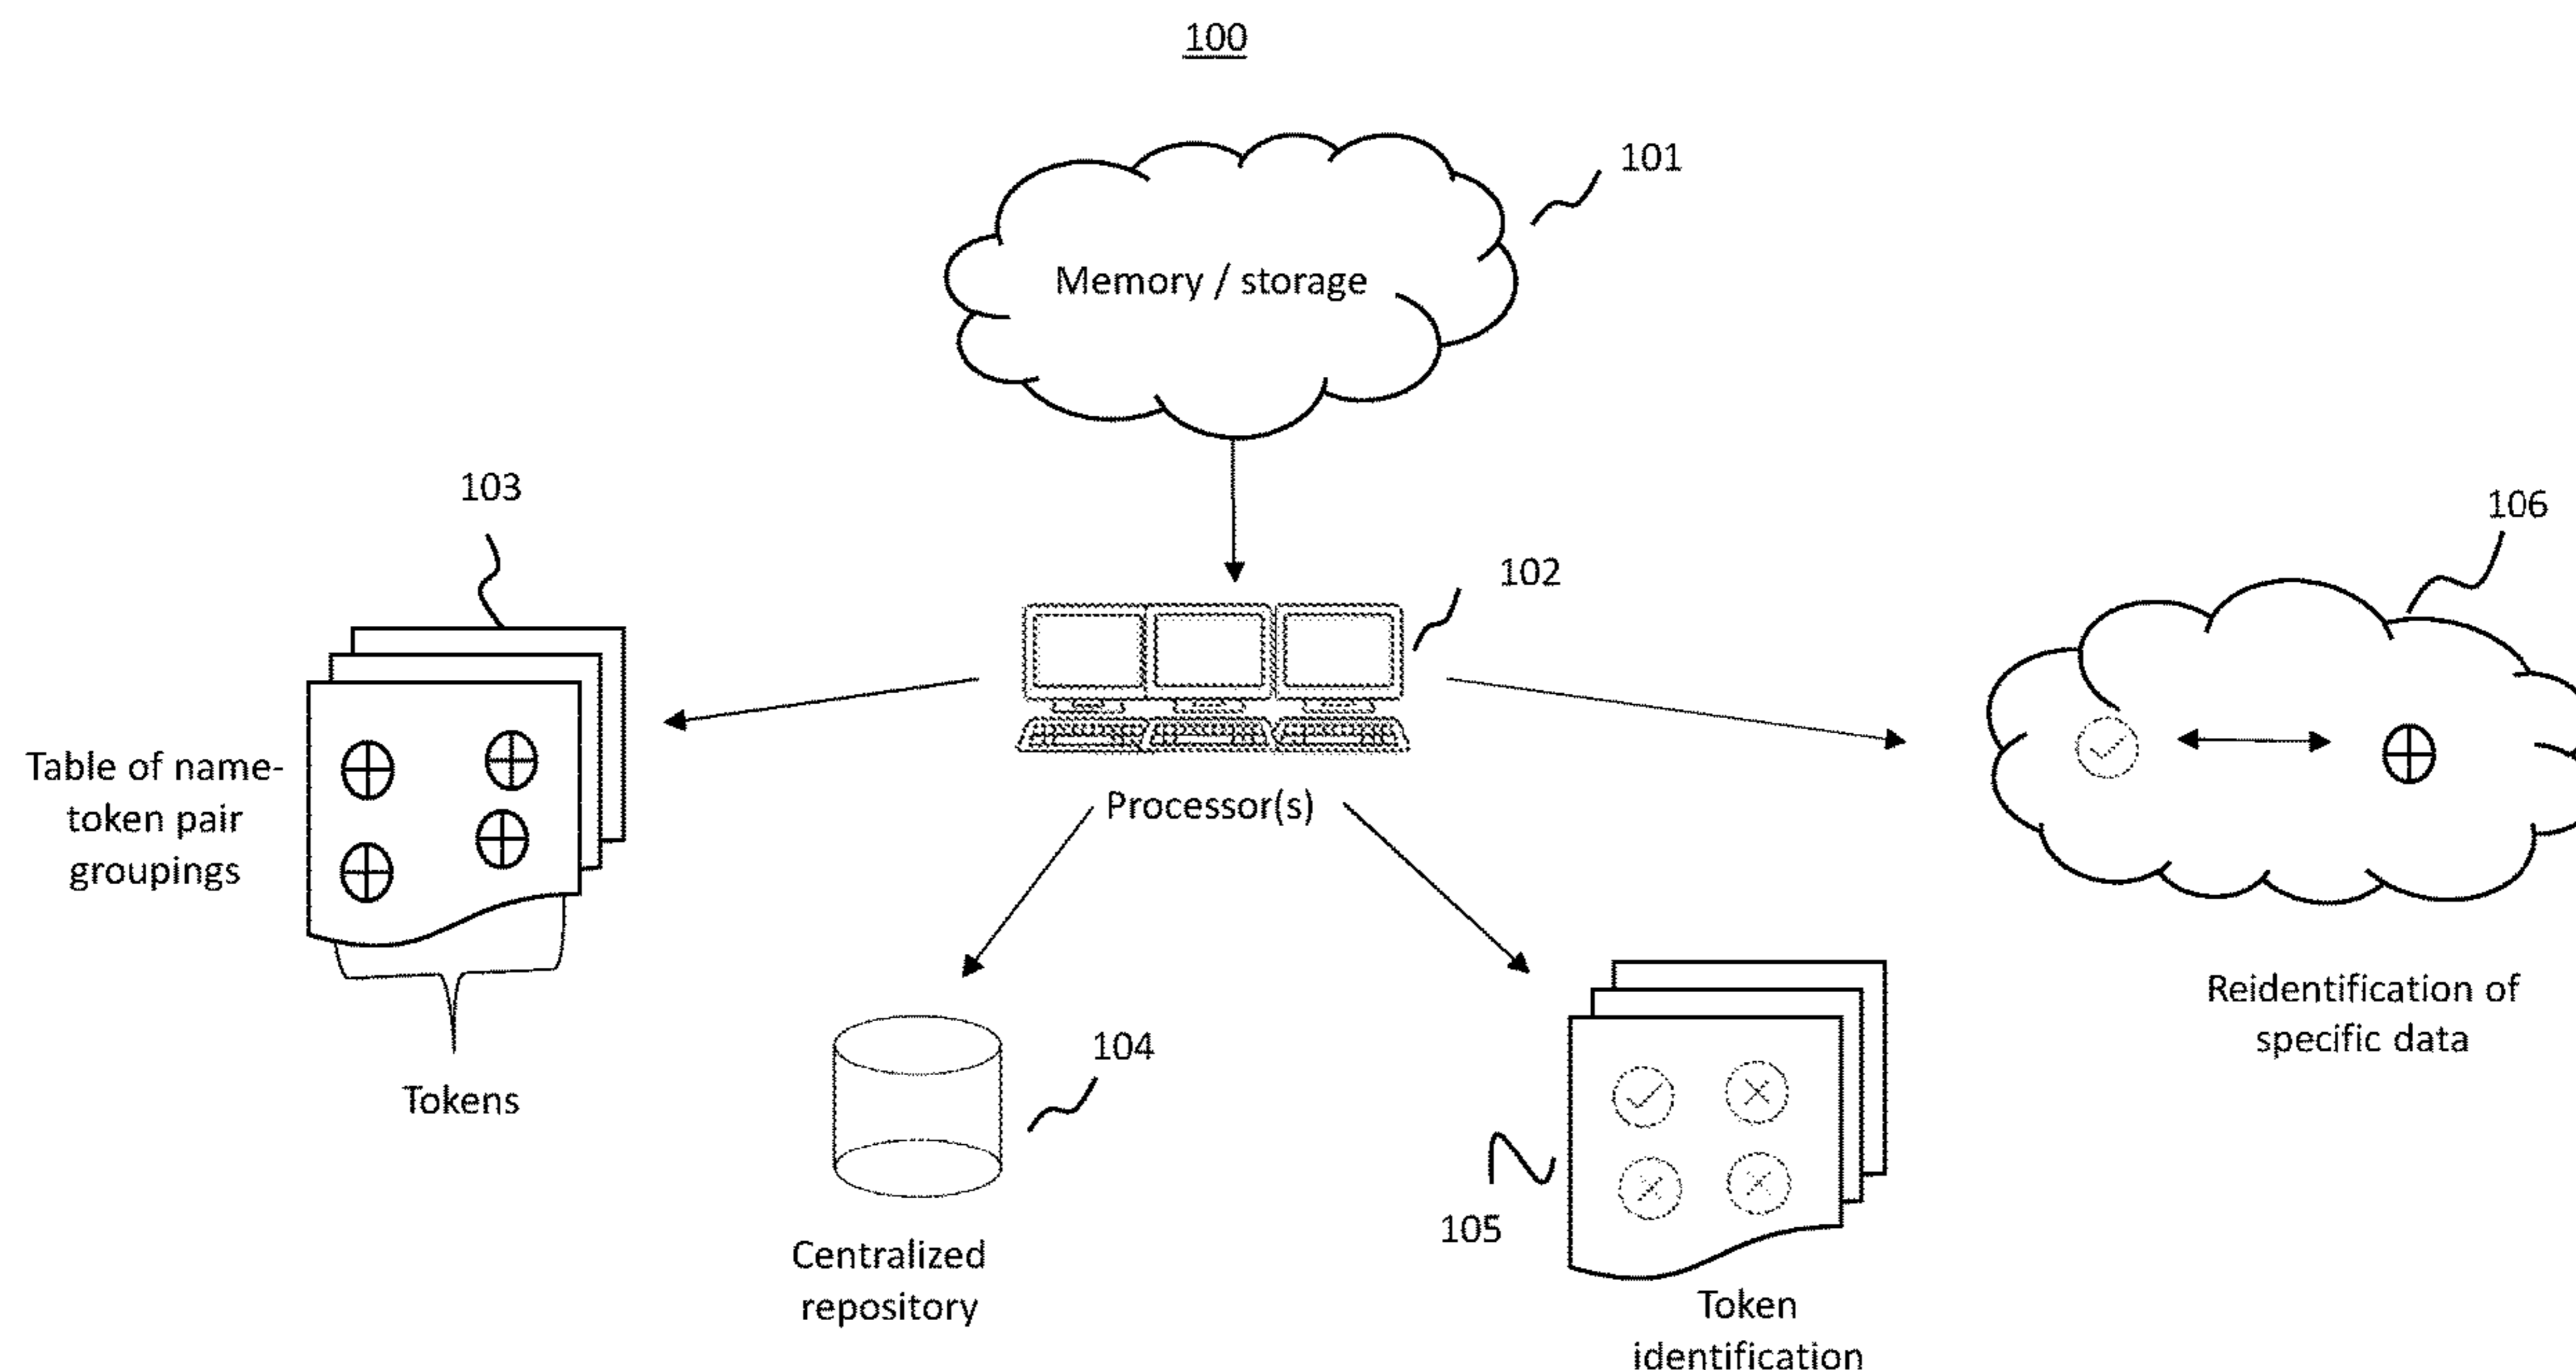 100
101
Memory / storage
103
106
102
Table of name-
token pair
groupings
Processor(s)
Reidentification of
specific data
104
Tokens
105
Centralized
repository
Token
identification